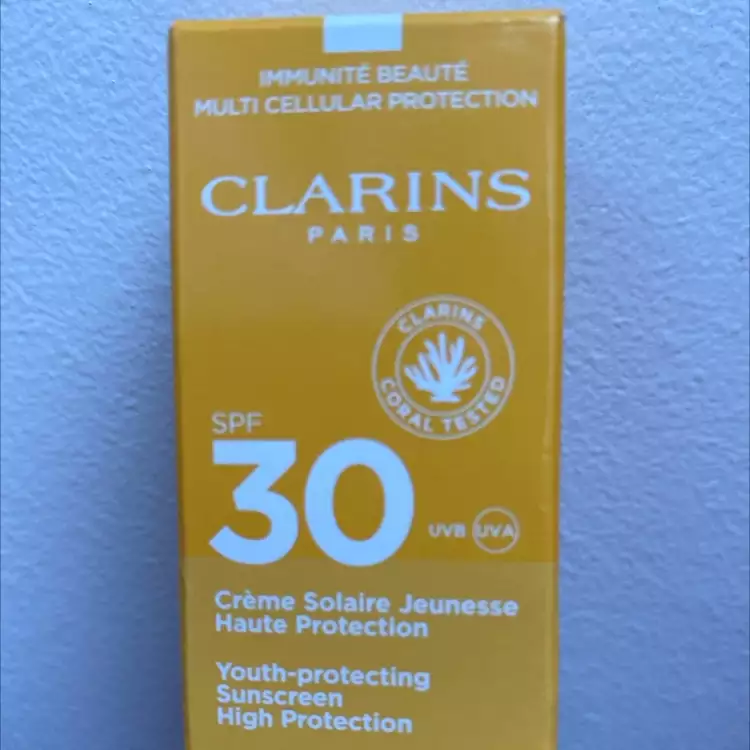 IMMUNITÉ BEAUTÉ
MULTI CELLULAR PROTECTION
CLARINS
PARIS
CLARINS
CORAL TESTED
SPF
30
UVB UVA
Crème Solaire Jeunesse
Haute Protection
Youth-protecting
Sunscreen
High Protection